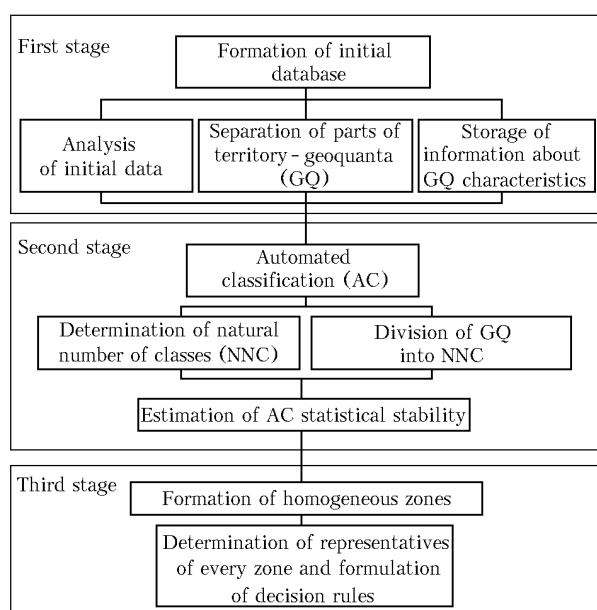 First stage
Formation of initial
database
Analysis
of initial data
Separation of parts of
territory - geoquanta
(GQ)
Storage of
information about
GQ characteristics
Second stage
Automated
classification (AC)
Determination of natural
number of classes (NNC)
Division of GQ
into NNC
Estimation of AC statistical stability
Third stage
Formation of homogeneous zones
Determination of representatives
of every zone and formulation
of decision rules